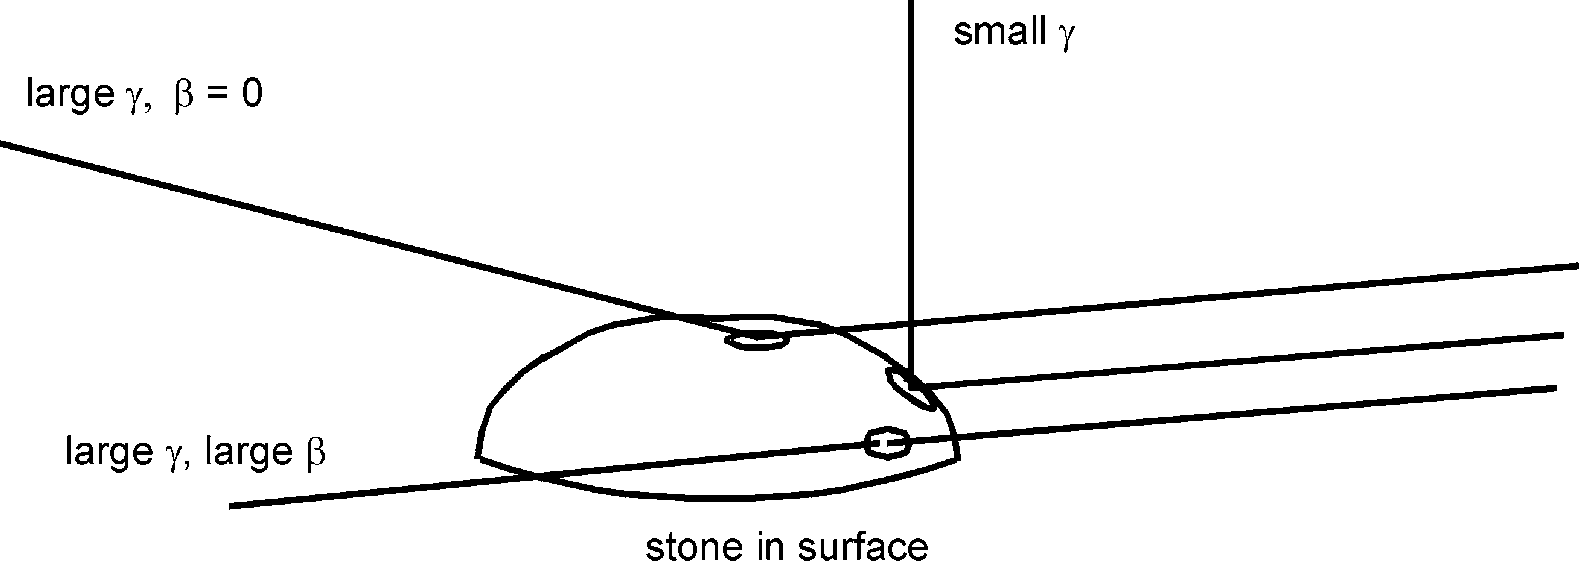 small γ
large γ, β = 0
large γ, large β
stone in surface